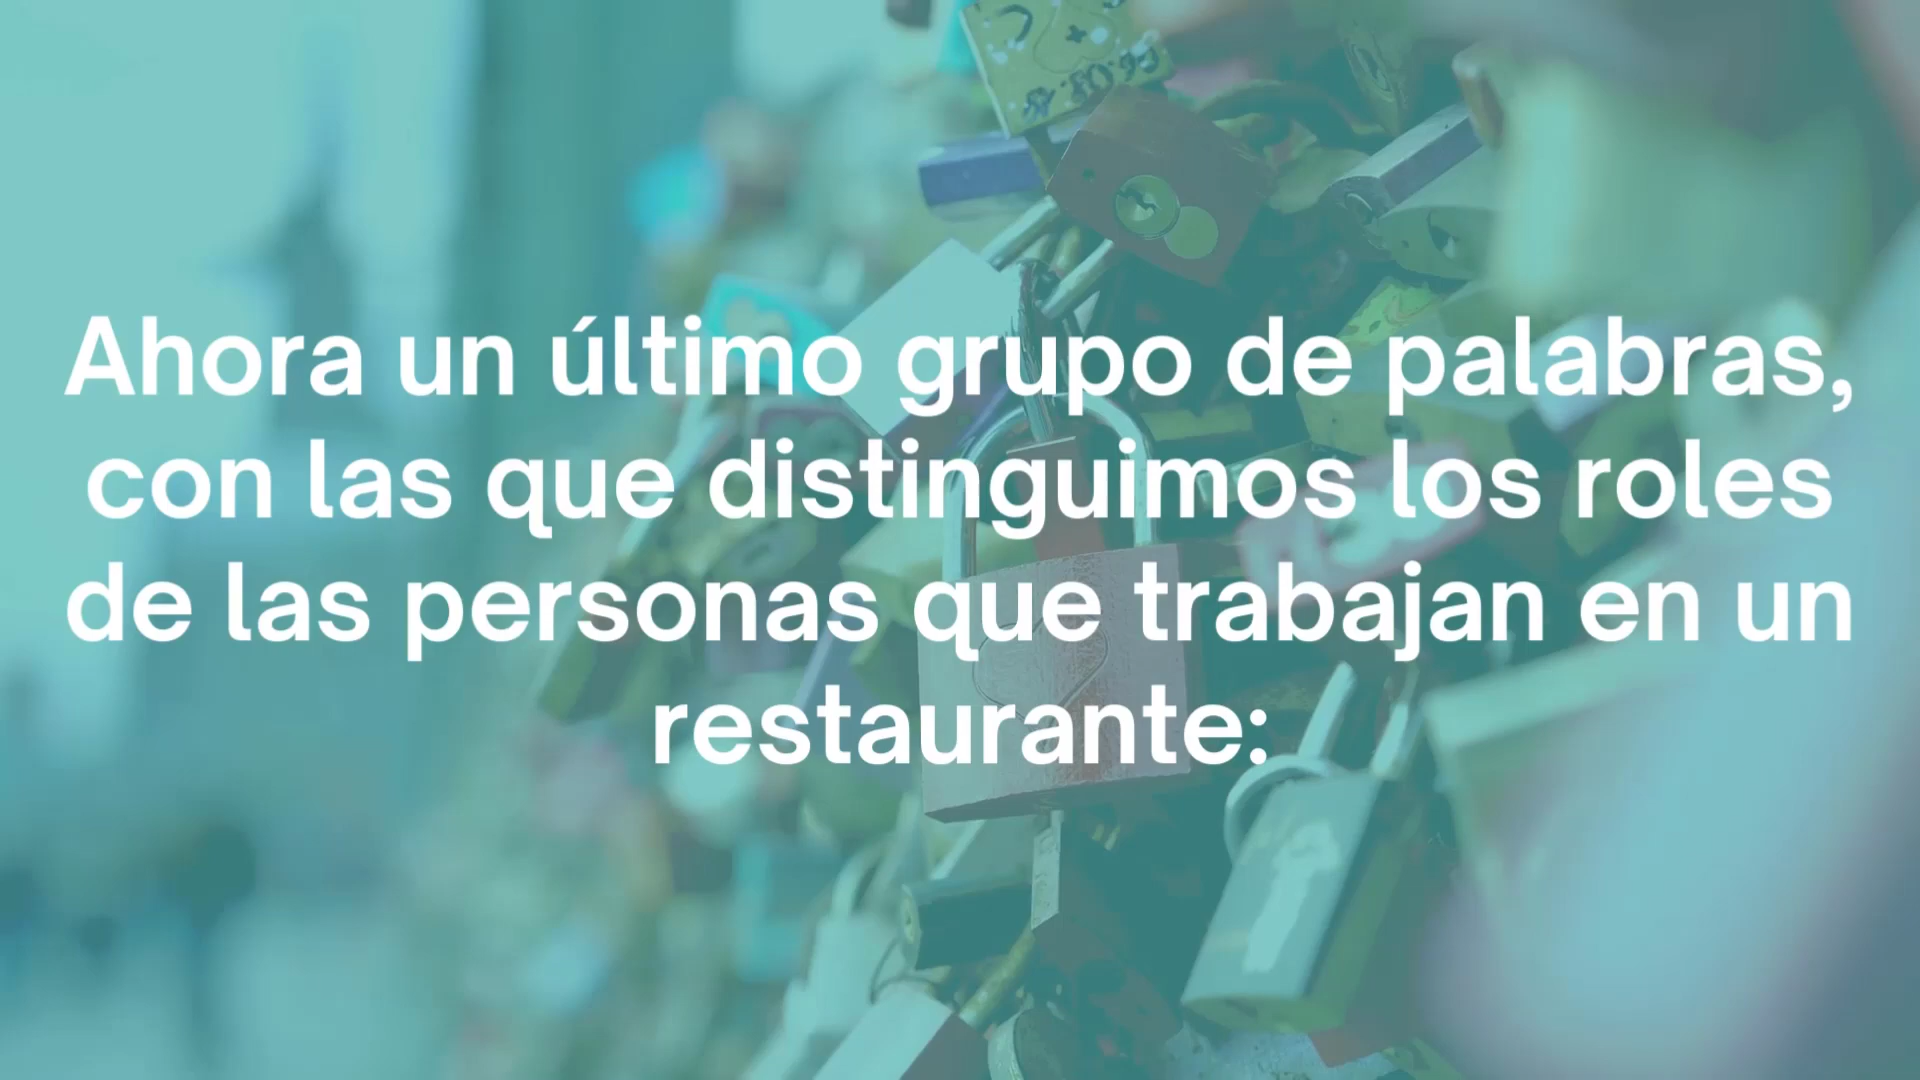 Ahora un último grupo de palabras,
con las que distinguimos los roles
de las personas que trabajan en un
restaurante: